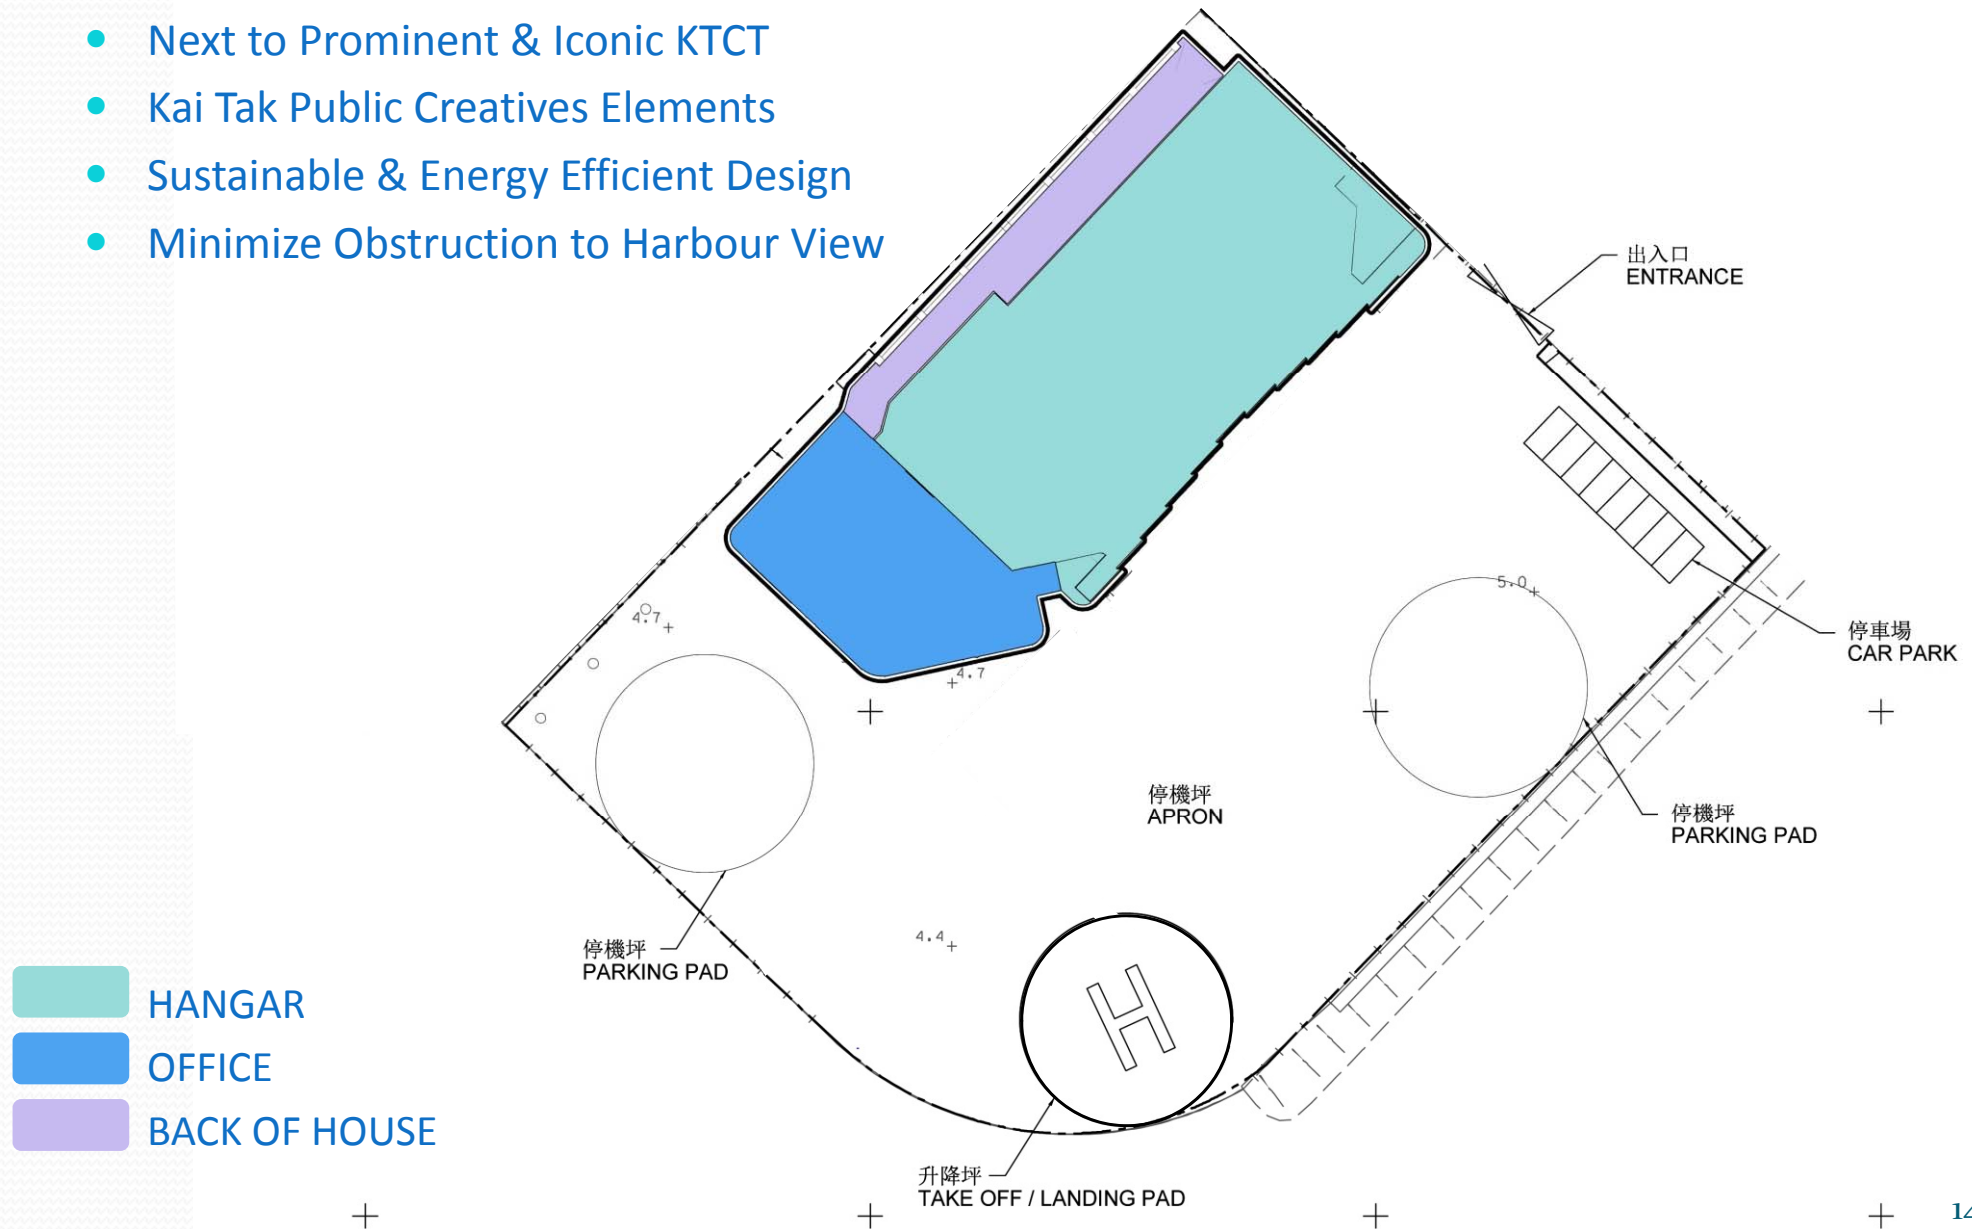 Next to Prominent & Iconic KTCT
Kai Tak Public Creatives Elements
Sustainable & Energy Efficient Design
Minimize Obstruction to Harbour View
出入口
ENTRANCE
5.0
4.7
停車場
CAR PARK
4.7
停機坪
APRON
停機坪
PARKING PAD
4.4
停機坪
PARKING PAD
H
HANGAR
OFFICE
BACK OF HOUSE
升降坪
TAKE OFF / LANDING PAD
14